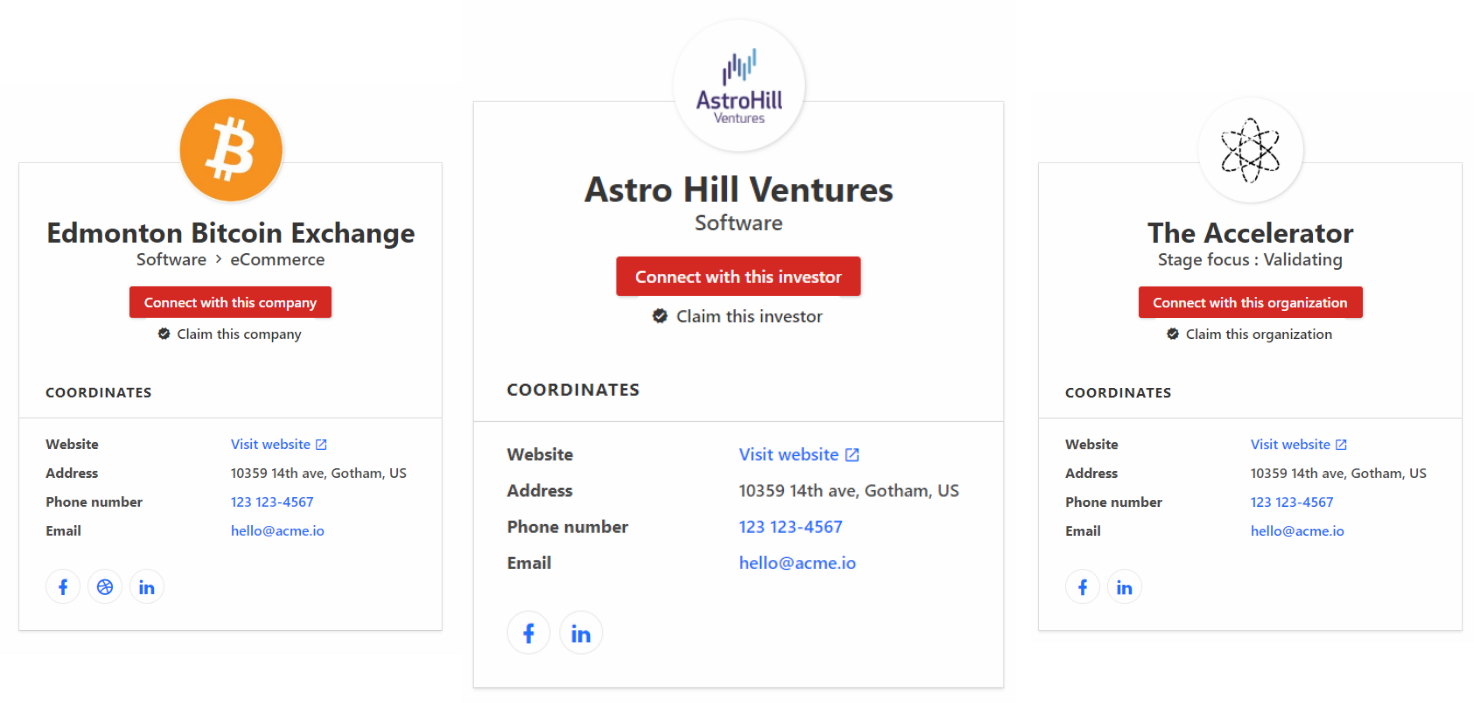 Edmonton Bitcoin Exchange
Software > eCommerce
Connect with this company
Claim this company
COORDINATES
Website Visit website
Address 10359 14th ave, Gotham, US
Phone number 123 123-4567
Email hello@acme.io
f in
AstroHill
Ventures
Astro Hill Ventures
Software
Connect with this investor
Claim this investor
COORDINATES
Website Visit website
Address 10359 14th ave, Gotham, US
Phone number 123 123-4567
Email hello@acme.io
f in
The Accelerator
Stage focus : Validating
Connect with this organization
Claim this organization
COORDINATES
Website Visit website
Address 10359 14th ave, Gotham, US
Phone number 123 123-4567
Email hello@acme.io
f in